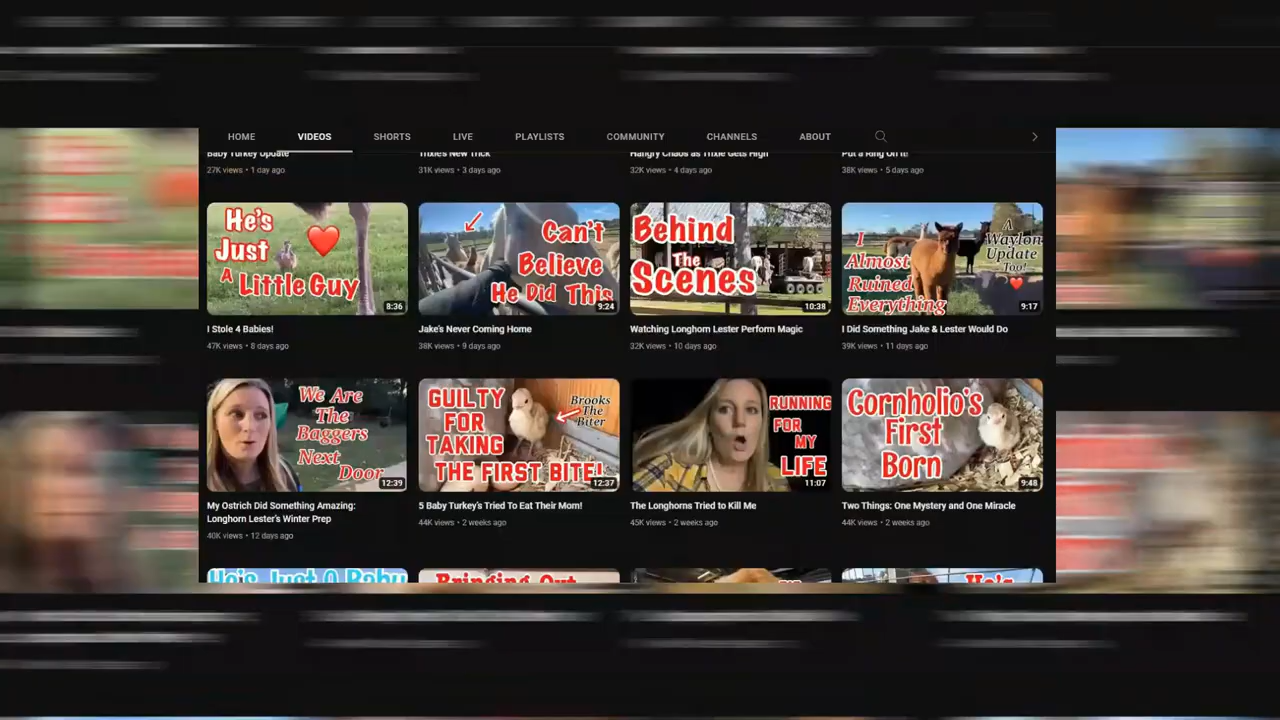 HOME VIDEOS SHORTS LIVE PLAYLISTS COMMUNITY CHANNELS ABOUT
Baby Turkey Update Trixie's New Trick Hangry Chaos as Trixie Gets High Put a Ring On It!
27K views • 1 day ago 31K views • 3 days ago 32K views • 4 days ago 38K views • 5 days ago
He's
Just
A Little Guy
8:36
Can't
Believe
He Did This
9:24
Behind
The
Scenes
10:38
I
Almost
Ruined
Everything
A
Waylon
Update
Too!
9:17
I Stole 4 Babies! Jake's Never Coming Home Watching Longhorn Lester Perform Magic I Did Something Jake & Lester Would Do
47K views • 8 days ago 38K views • 9 days ago 32K views • 10 days ago 39K views • 11 days ago
We Are
The
Baggers
Next
Door
12:39
GUILTY
FOR
TAKING
THE FIRST BITE!
Brooks
The
Biter
12:37
RUNNING
FOR
MY
LIFE
11:07
Cornholio's
First
Born
9:48
My Ostrich Did Something Amazing:
Longhorn Lester's Winter Prep
5 Baby Turkey's Tried To Eat Their Mom! The Longhorns Tried to Kill Me Two Things: One Mystery and One Miracle
40K views • 12 days ago 44K views • 2 weeks ago 45K views • 2 weeks ago 44K views • 2 weeks ago
He's Just A Baby Bringing Out He's